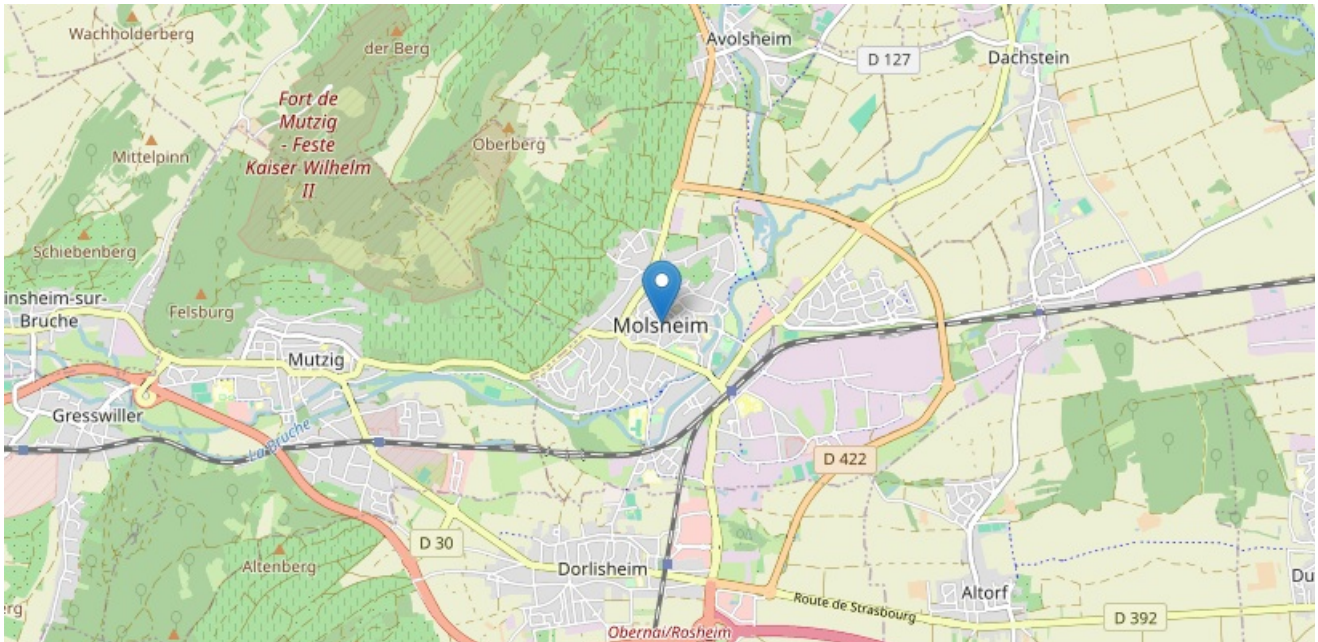 Wachholderberg
der Berg
Avolsheim
D 127
Dachstein
Fort de
Mutzig
- Feste
Kaiser Wilhelm
II
Mittelpinn
Oberberg
Schiebenberg
Felsburg
insheim-sur-
Bruche
Molsheim
Mutzig
Gresswiller
La Bruche
D 422
D 30
Altenberg
Dorlisheim
Altorf
Du
erg
Route de Strasbourg
D 392
Obernai/Rosheim